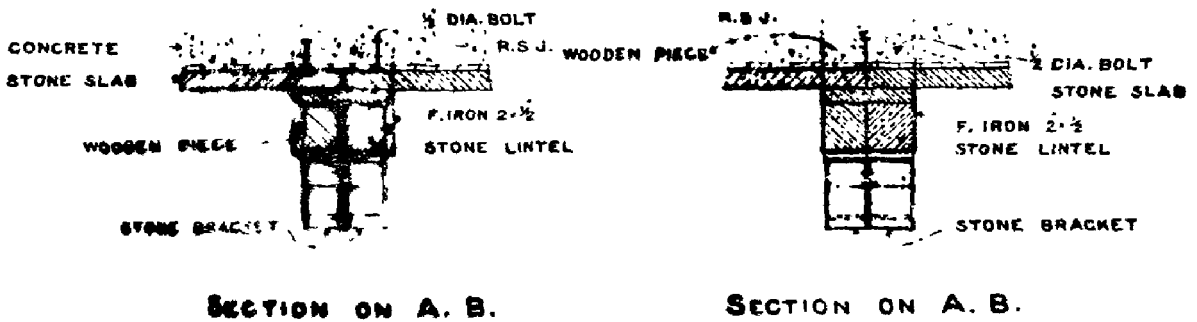 ½ DIA. BOLT
CONCRETE
R.S.J.
STONE SLAB
F. IRON 2·½
WOODEN PIECE
STONE LINTEL
STONE BRACKET
SECTION ON A. B.
R.S.J.
WOODEN PIECE
½ DIA. BOLT
STONE SLAB
F. IRON 2·½
STONE LINTEL
STONE BRACKET
SECTION ON A. B.